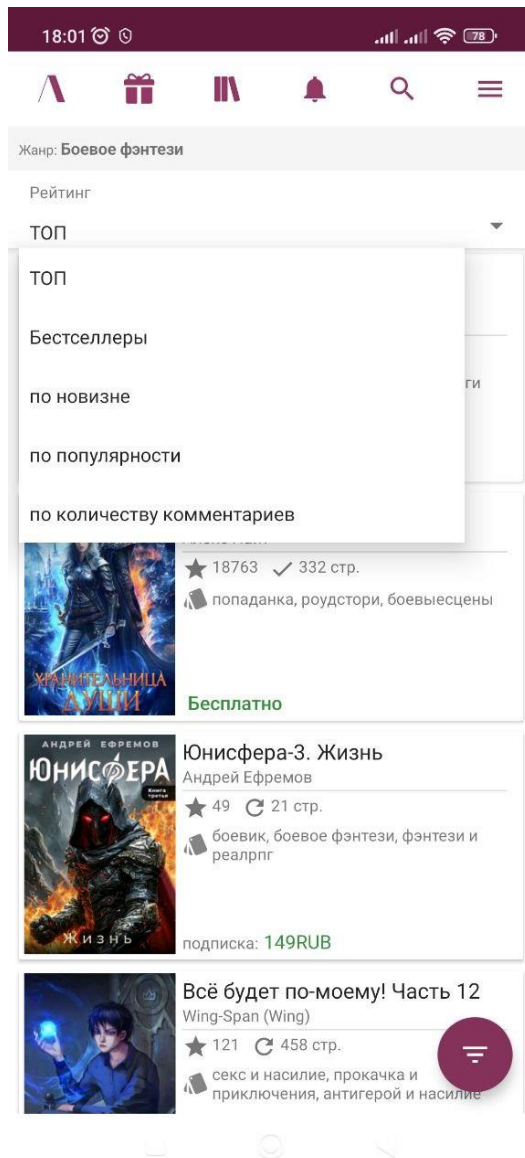 18:01
78
Жанр: Боевое фэнтези
Рейтинг
ТОП
ТОП
Бестселлеры
ги
по новизне
по популярности
по количеству комментариев
18763 332 стр.
попаданка, роудстори, боевыесцены
ХРАНИТЕЛЬНИЦА
ДУШИ
Бесплатно
АНДРЕЙ ЕФРЕМОВ
ЮНИСФЕРА
Книга
третья
ЖИЗНЬ
Юнисфера-3. Жизнь
Андрей Ефремов
49 21 стр.
боевик, боевое фэнтези, фэнтези и
реалрпг
подписка: 149RUB
Всё будет по-моему! Часть 12
Wing-Span (Wing)
121 458 стр.
секс и насилие, прокачка и
приключения, антигерой и насилие